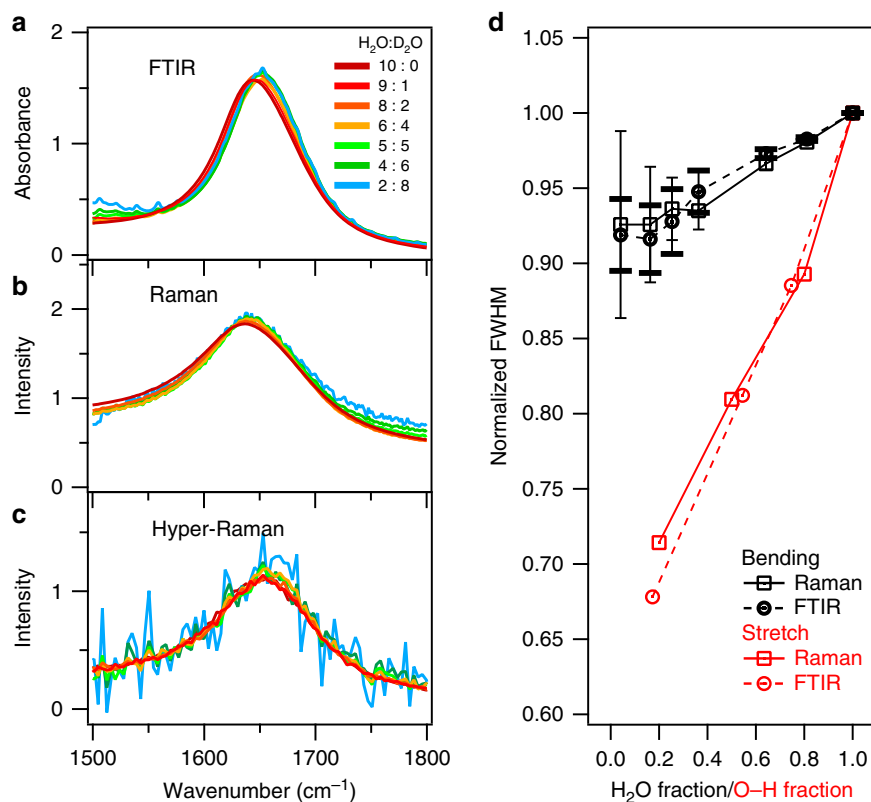 a
FTIR
H₂O:D₂O
10 : 0
9 : 1
8 : 2
6 : 4
5 : 5
4 : 6
2 : 8
2
1
0
Absorbance
b
Raman
2
1
0
Intensity
c
Hyper-Raman
1
0
Intensity
1500 1600 1700 1800
Wavenumber (cm⁻¹)
d
1.05
1.00
0.95
0.90
0.85
0.80
0.75
0.70
0.65
0.60
Normalized FWHM
Bending
Raman
FTIR
Stretch
Raman
FTIR
0.0 0.2 0.4 0.6 0.8 1.0
H₂O fraction/O–H fraction